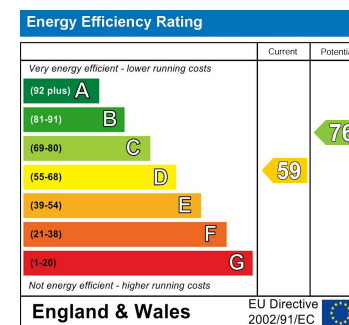 Energy Efficiency Rating
Current
Very energy efficient - lower running costs
(92 plus) A
(81-91) B
(69-80) C
76
(55-68) D
59
(39-54) E
(21-38) F
(1-20) G
Not energy efficient - higher running costs
England & Wales
EU Directive
2002/91/EC